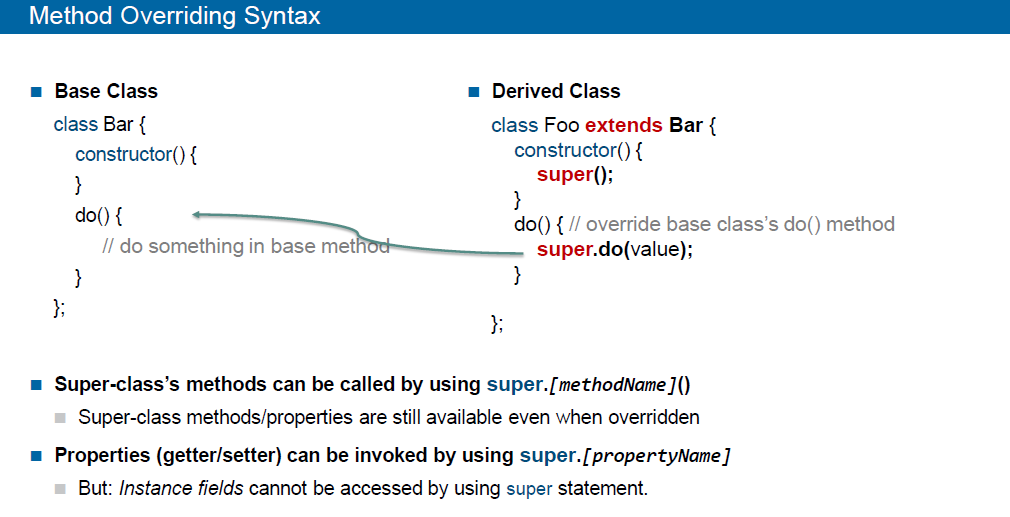 Method Overriding Syntax
Base Class
class Bar {
constructor() {
}
do() {
// do something in base method
}
};
Derived Class
class Foo extends Bar {
constructor() {
super();
}
do() { // override base class’s do() method
super.do(value);
}
};
Super-class’s methods can be called by using super.[methodName]()
Super-class methods/properties are still available even when overridden
Properties (getter/setter) can be invoked by using super.[propertyName]
But: Instance fields cannot be accessed by using super statement.